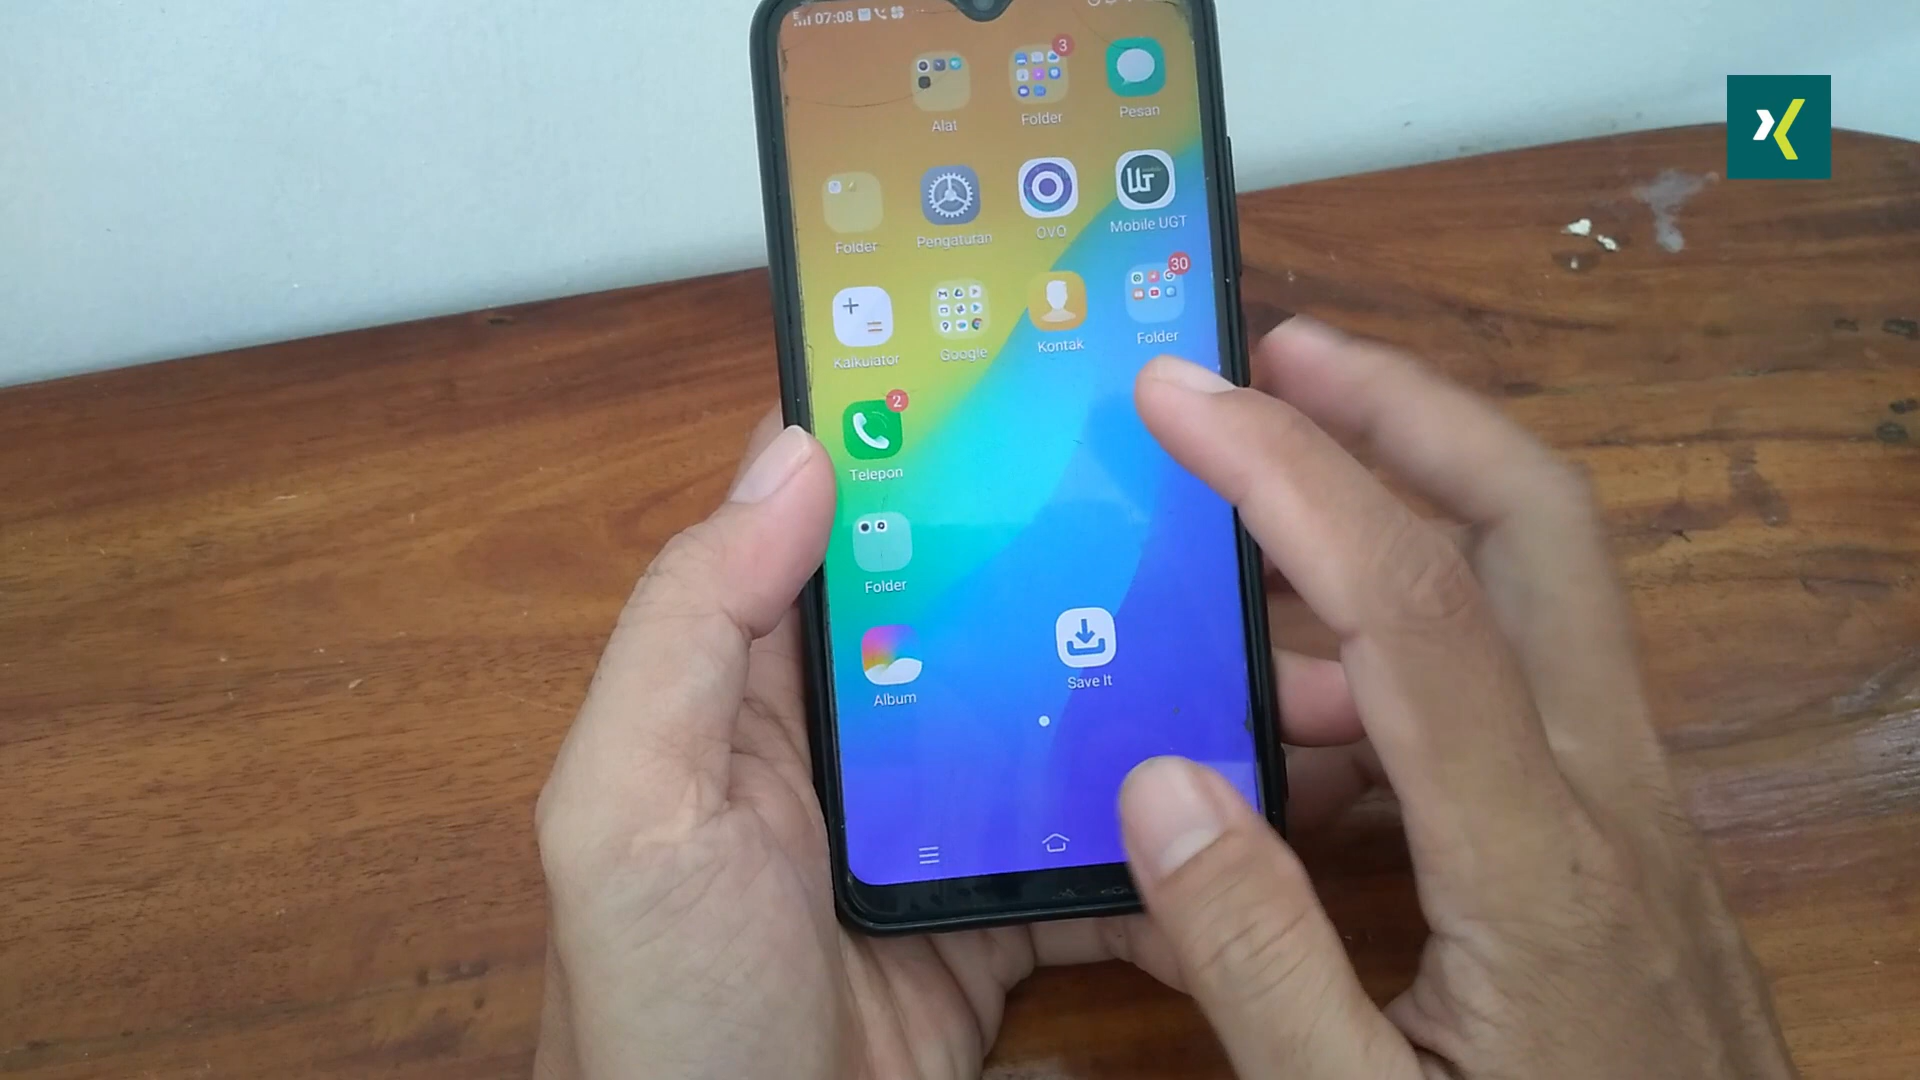 07:08
3
Alat
Folder
Pesan
Folder
Pengaturan
OVO
UGT
Mobile UGT
30
Kalkulator
Google
Kontak
Folder
2
Telepon
Folder
Album
Save It